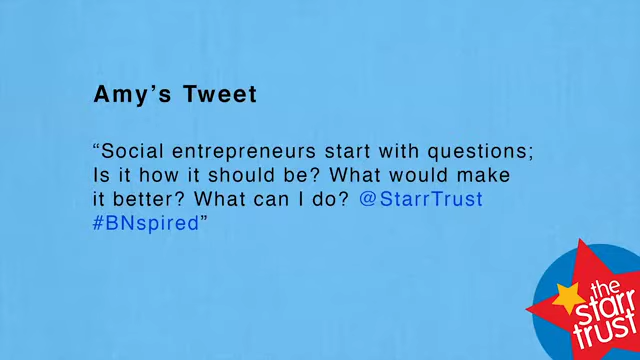 Amy’s Tweet
“Social entrepreneurs start with questions;
Is it how it should be? What would make
it better? What can I do? @StarrTrust
#BNspired”
the
starr
trust